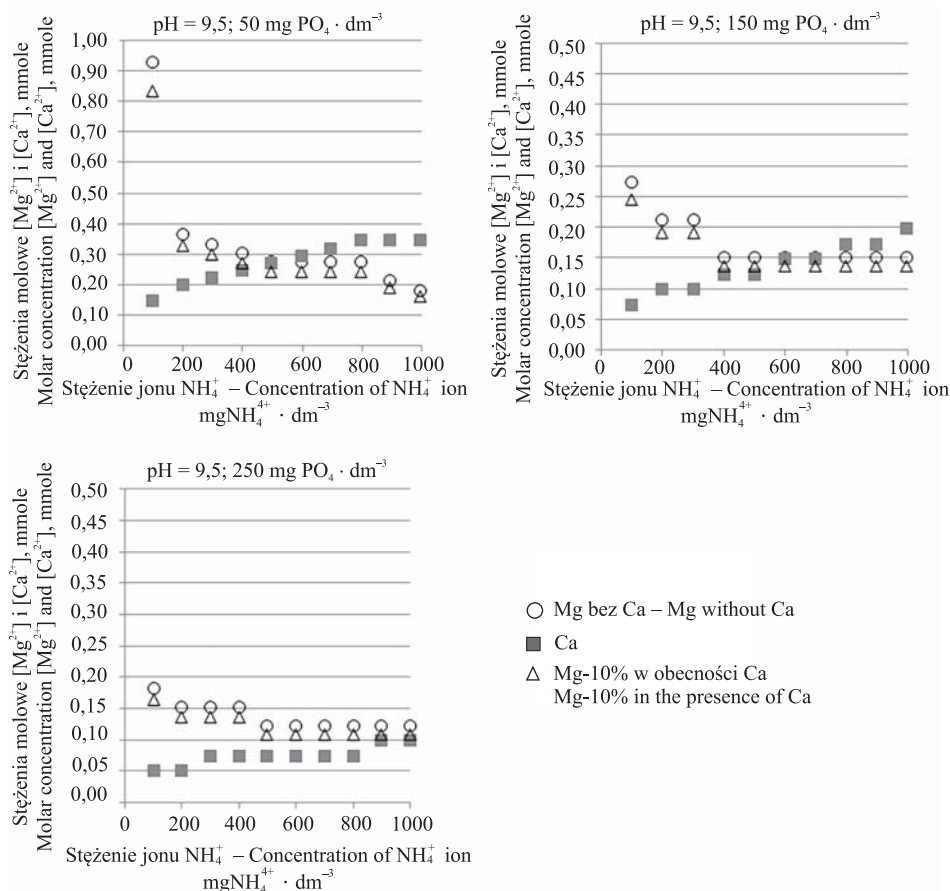 pH = 9,5; 50 mg PO₄ · dm⁻³
Stężenia molowe [Mg²⁺] i [Ca²⁺], mmole
Molar concentration [Mg²⁺] and [Ca²⁺], mmole
1,00
0,90
0,80
0,70
0,60
0,50
0,40
0,30
0,20
0,10
0,00
0 200 400 600 800 1000
Stężenie jonu NH₄⁺ – Concentration of NH₄⁺ ion
mgNH₄⁴⁺ · dm⁻³
pH = 9,5; 150 mg PO₄ · dm⁻³
Stężenia molowe [Mg²⁺] i [Ca²⁺], mmole
Molar concentration [Mg²⁺] and [Ca²⁺], mmole
0,50
0,45
0,40
0,35
0,30
0,25
0,20
0,15
0,10
0,05
0,00
0 200 400 600 800 1000
Stężenie jonu NH₄⁺ – Concentration of NH₄⁺ ion
mgNH₄⁴⁺ · dm⁻³
pH = 9,5; 250 mg PO₄ · dm⁻³
Stężenia molowe [Mg²⁺] i [Ca²⁺], mmole
Molar concentration [Mg²⁺] and [Ca²⁺], mmole
0,50
0,45
0,40
0,35
0,30
0,25
0,20
0,15
0,10
0,05
0,00
0 200 400 600 800 1000
Stężenie jonu NH₄⁺ – Concentration of NH₄⁺ ion
mgNH₄⁴⁺ · dm⁻³
Mg bez Ca – Mg without Ca
Ca
Mg-10% w obecności Ca
Mg-10% in the presence of Ca